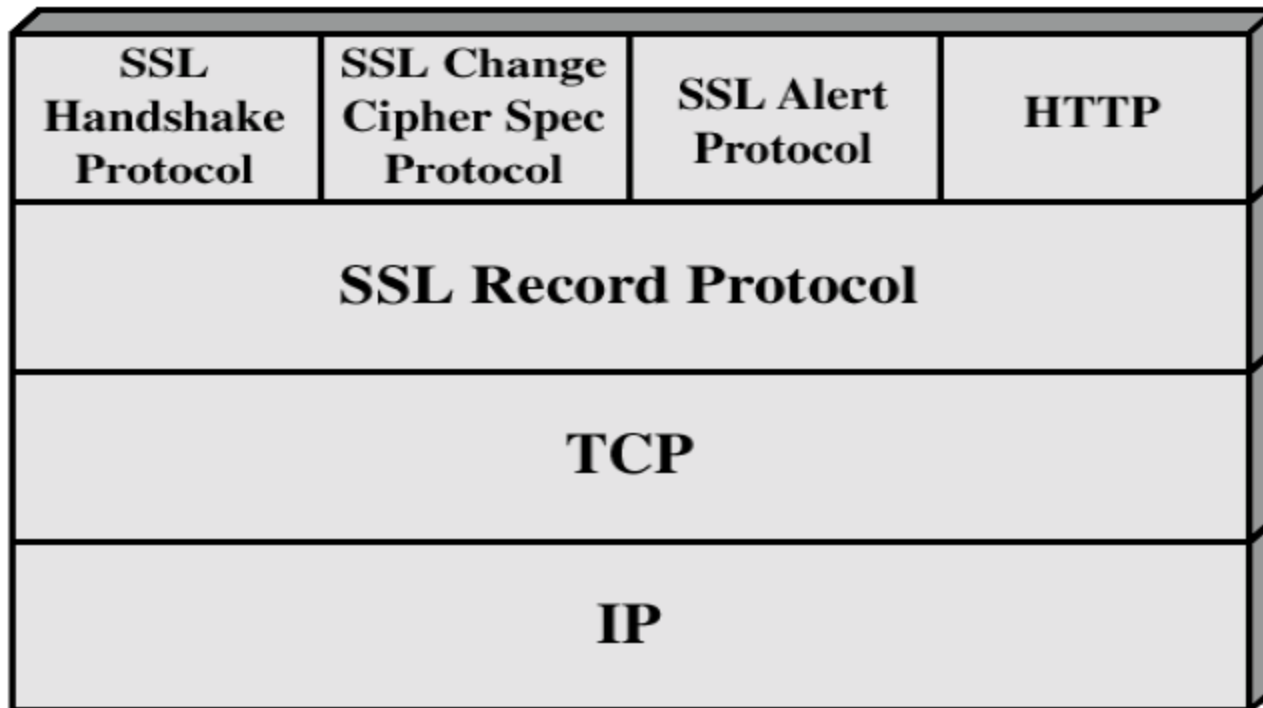 SSL
Handshake
Protocol
SSL Change
Cipher Spec
Protocol
SSL Alert
Protocol
HTTP
SSL Record Protocol
TCP
IP